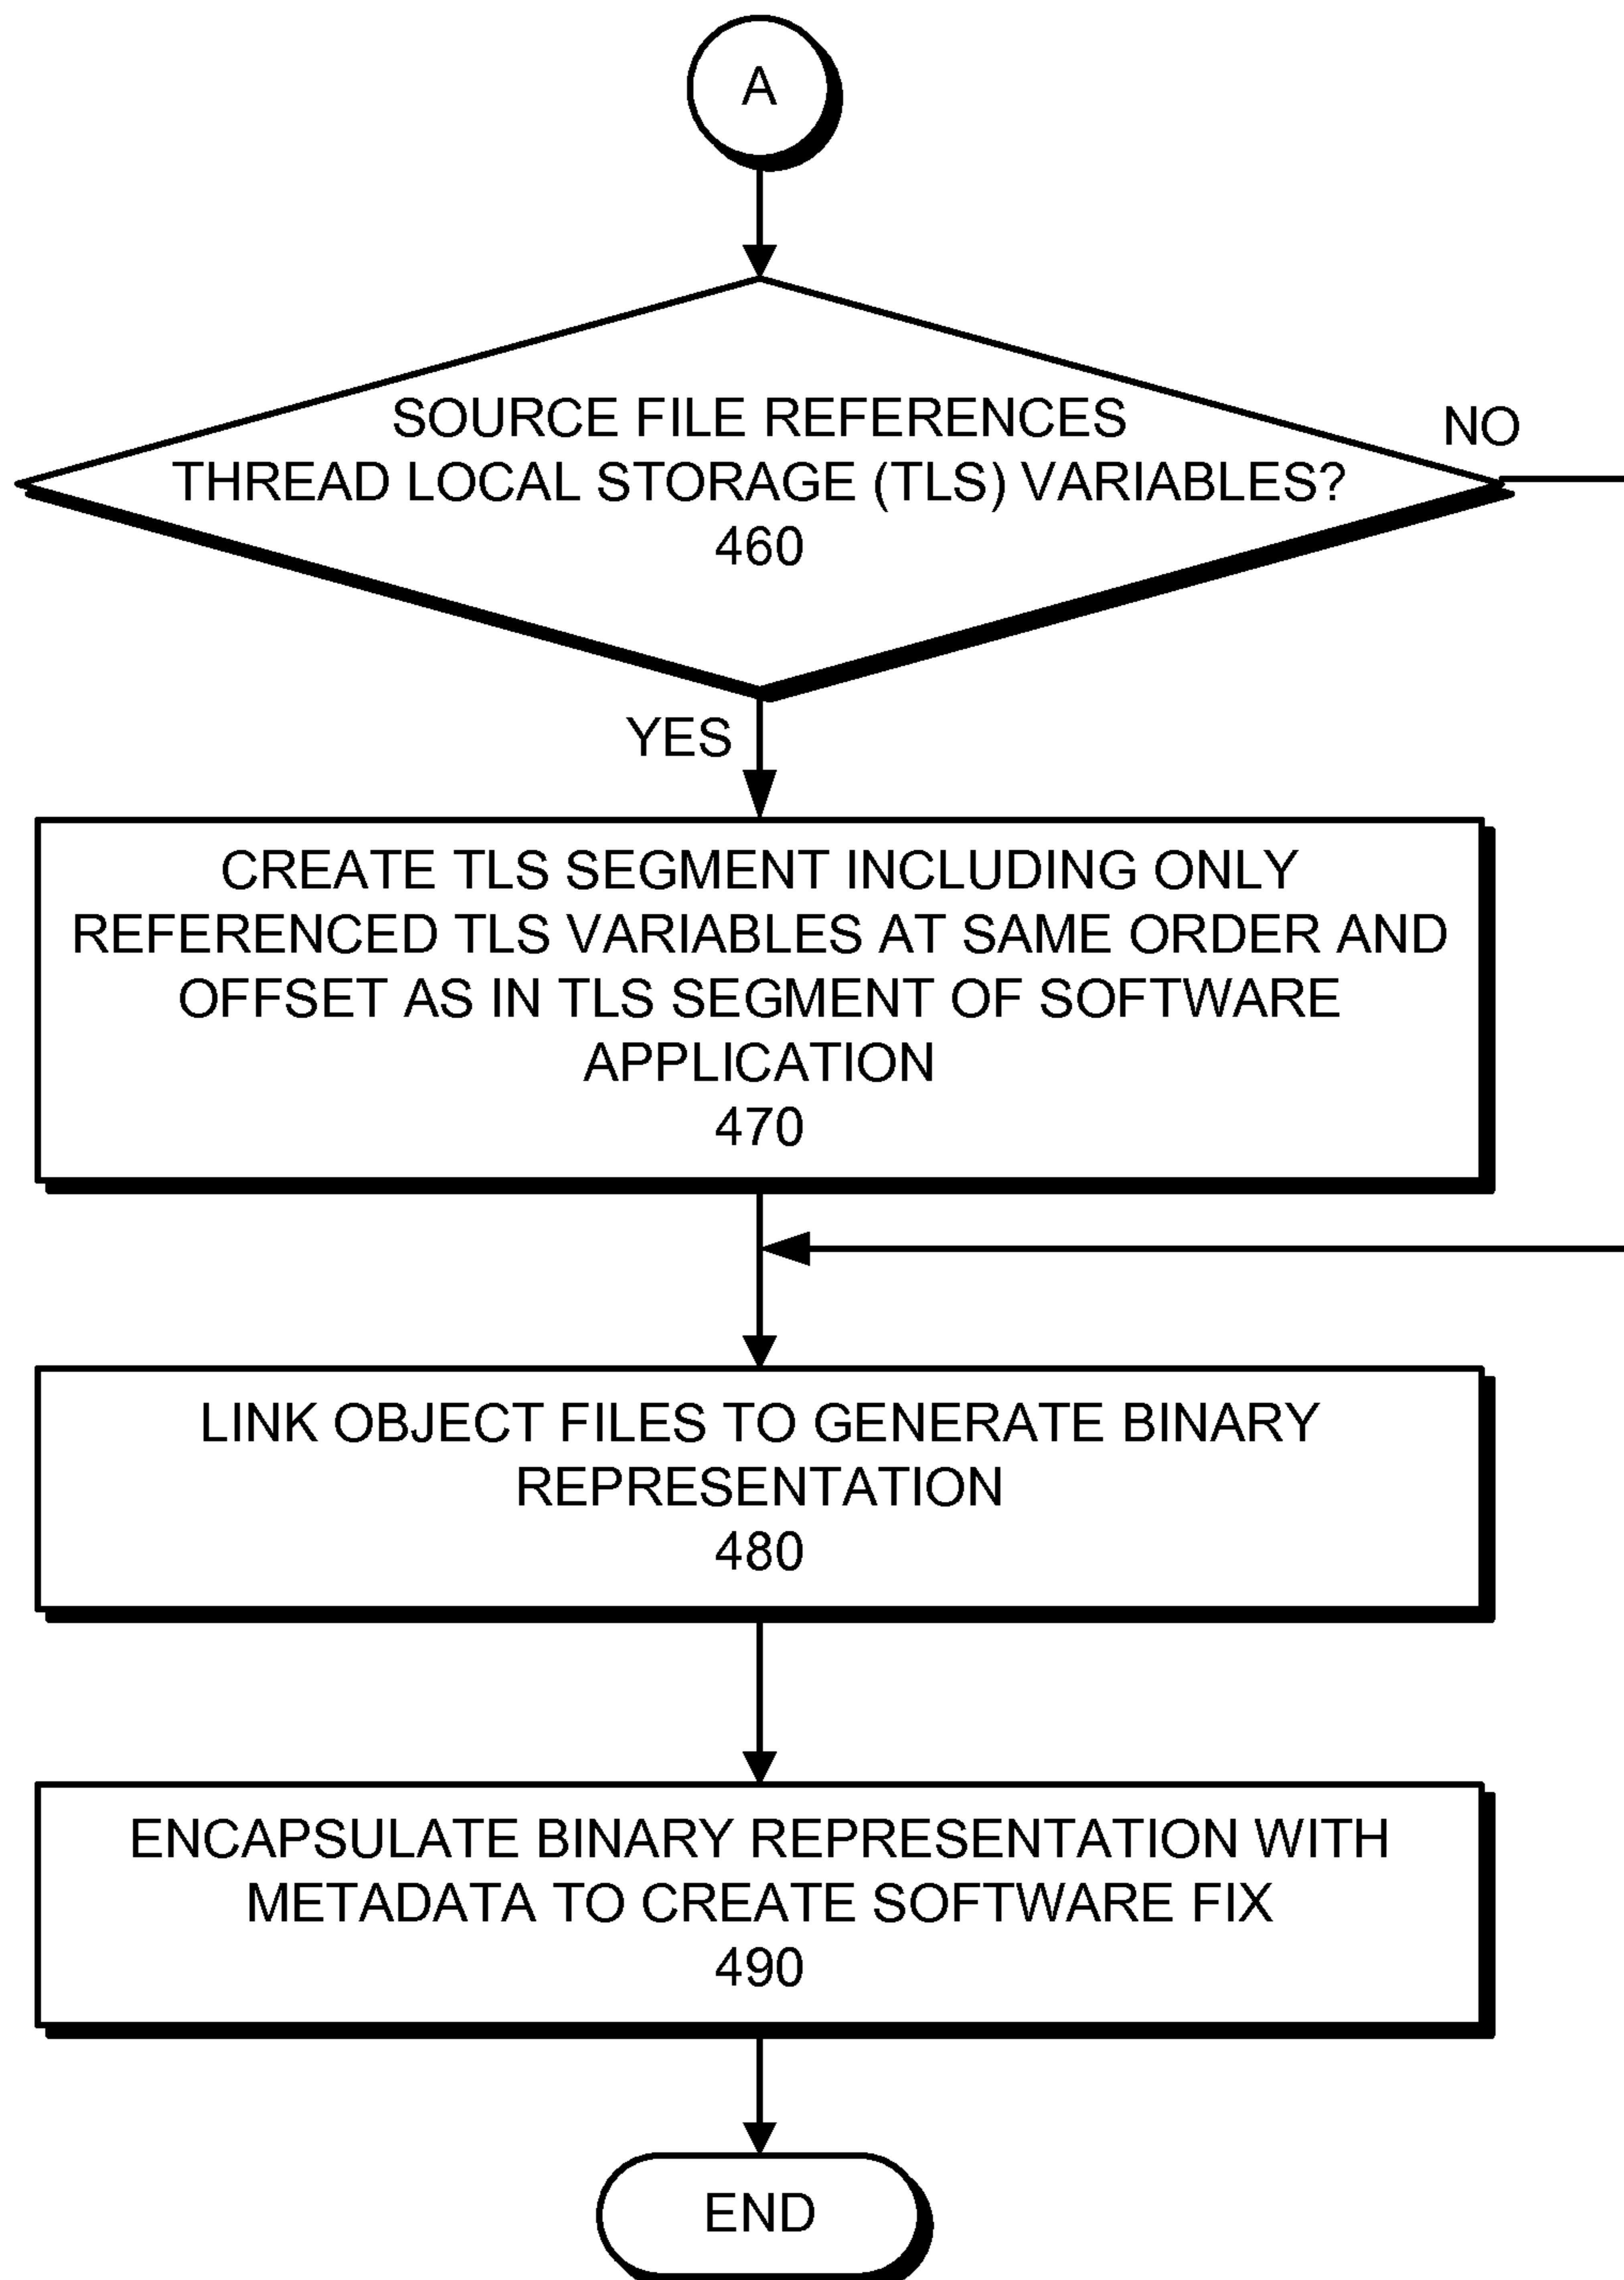 A
SOURCE FILE REFERENCES
THREAD LOCAL STORAGE (TLS) VARIABLES?
460
NO
YES
CREATE TLS SEGMENT INCLUDING ONLY
REFERENCED TLS VARIABLES AT SAME ORDER AND
OFFSET AS IN TLS SEGMENT OF SOFTWARE
APPLICATION
470
LINK OBJECT FILES TO GENERATE BINARY
REPRESENTATION
480
ENCAPSULATE BINARY REPRESENTATION WITH
METADATA TO CREATE SOFTWARE FIX
490
END